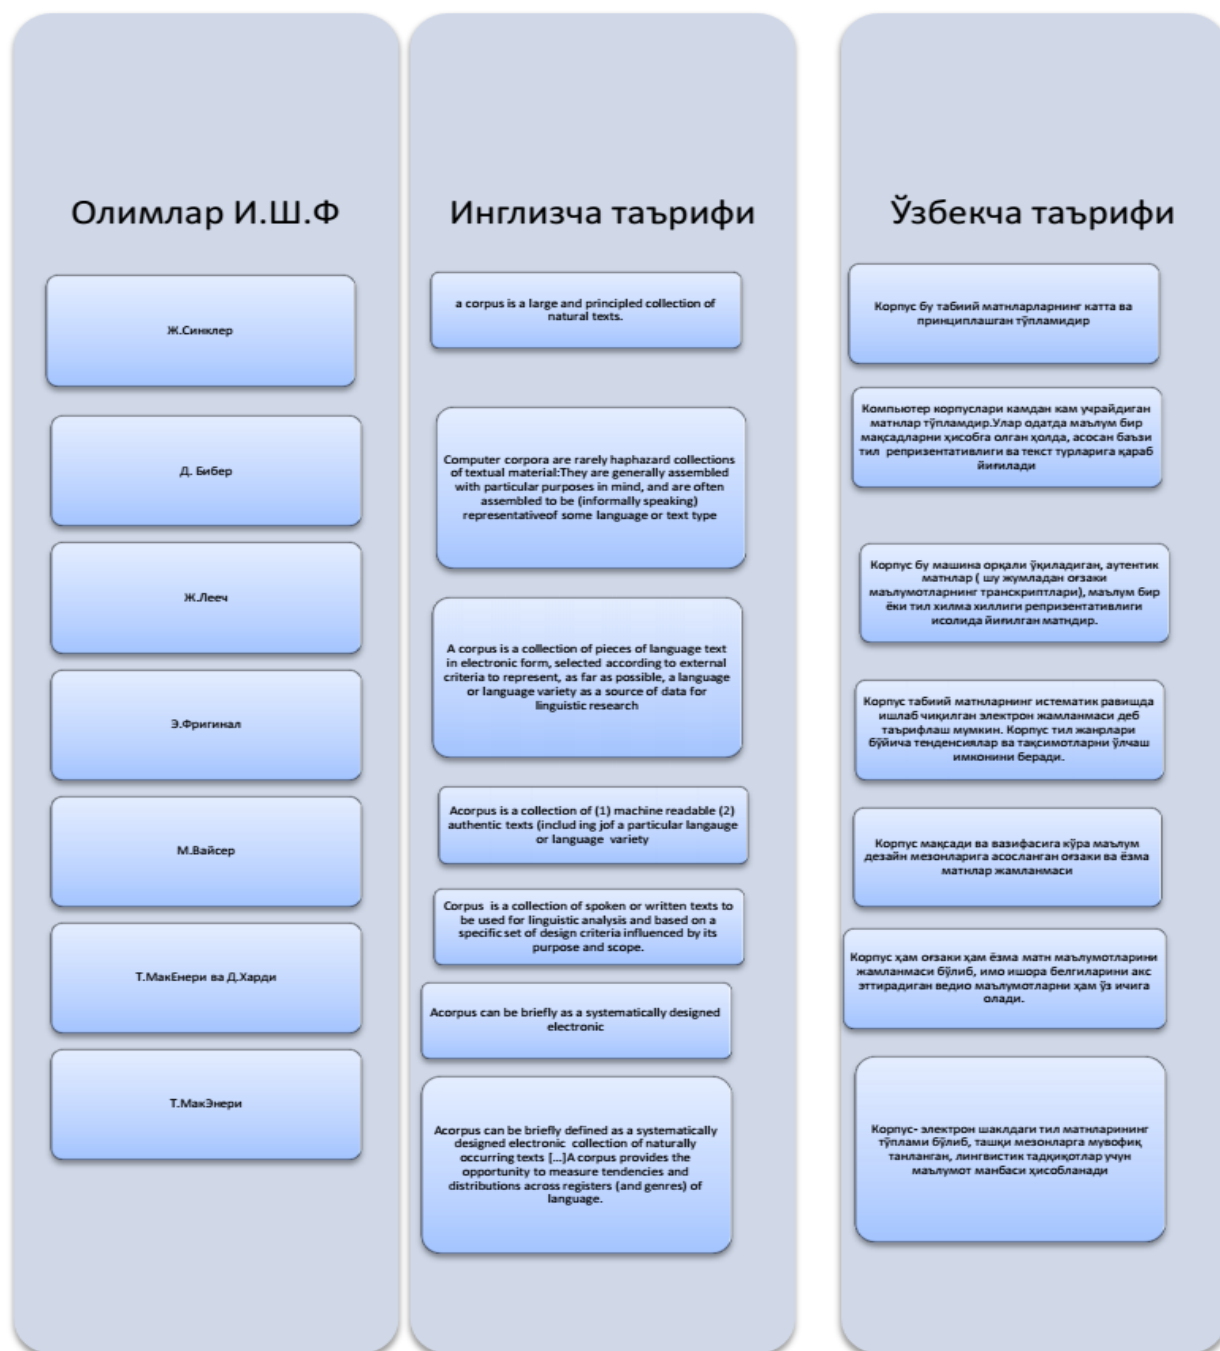 Олимлар И.Ш.Ф
Ж.Синклер
Д. Бибер
Ж.Лееч
Э.Фригинал
М.Вайсер
Т.МакЕнери ва Д.Харди
Т.МакЭнери
Инглизча таърифи
a corpus is a large and principled collection of
natural texts.
Computer corpora are rarely haphazard collections
of textual material:They are generally assembled
with particular purposes in mind, and are often
assembled to be (informally speaking)
representativeof some language or text type
A corpus is a collection of pieces of language text
in electronic form, selected according to external
criteria to represent, as far as possible, a language
or language variety as a source of data for
linguistic research
Acorpus is a collection of (1) machine readable (2)
authentic texts (includ ing jof a particular langauge
or language variety
Corpus is a collection of spoken or written texts to
be used for linguistic analysis and based on a
specific set of design criteria influenced by its
purpose and scope.
Acorpus can be briefly as a systematically designed
electronic
Acorpus can be briefly defined as a systematically
designed electronic collection of naturally
occurring texts [...]A corpus provides the
opportunity to measure tendencies and
distributions across registers (and genres) of
language.
Ўзбекча таърифи
Корпус бу табиий матнларларнинг катта ва
принциплашган тўпламидир
Компьютер корпуслари камдан кам учрайдиган
матнлар тўпламдир.Улар одатда маълум бир
мақсадларни ҳисобга олган ҳолда, асосан баъзи
тил репризентативлиги ва текст турларига қараб
йиғилади
Корпус бу машина орқали ўқиладиган, аутентик
матнлар ( шу жумладан оғзаки
маълумотларнинг транскриптлари), маълум бир
ёки тил хилма хиллиги репризентативлиги
исолида йиғилган матндир.
Корпус табиий матнларнинг истематик равишда
ишлаб чиқилган электрон жамланмаси деб
таърифлаш мумкин. Корпус тил жанрлари
бўйича тенденсиялар ва тақсимотларни ўлчаш
имконини беради.
Корпус мақсади ва вазифасига кўра маълум
дезайн мезонларига асосланган оғзаки ва ёзма
матнлар жамланмаси
Корпус ҳам оғзаки ҳам ёзма матн маълумотларини
жамланмаси бўлиб, имо ишора белгиларини акс
эттирадиган ведио маълумотларни ҳам ўз ичига
олади.
Корпус- электрон шаклдаги тил матнларининг
тўплами бўлиб, ташқи мезонларга мувофиқ
танланган, лингвистик тадқиқотлар учун
маълумот манбаси ҳисобланади